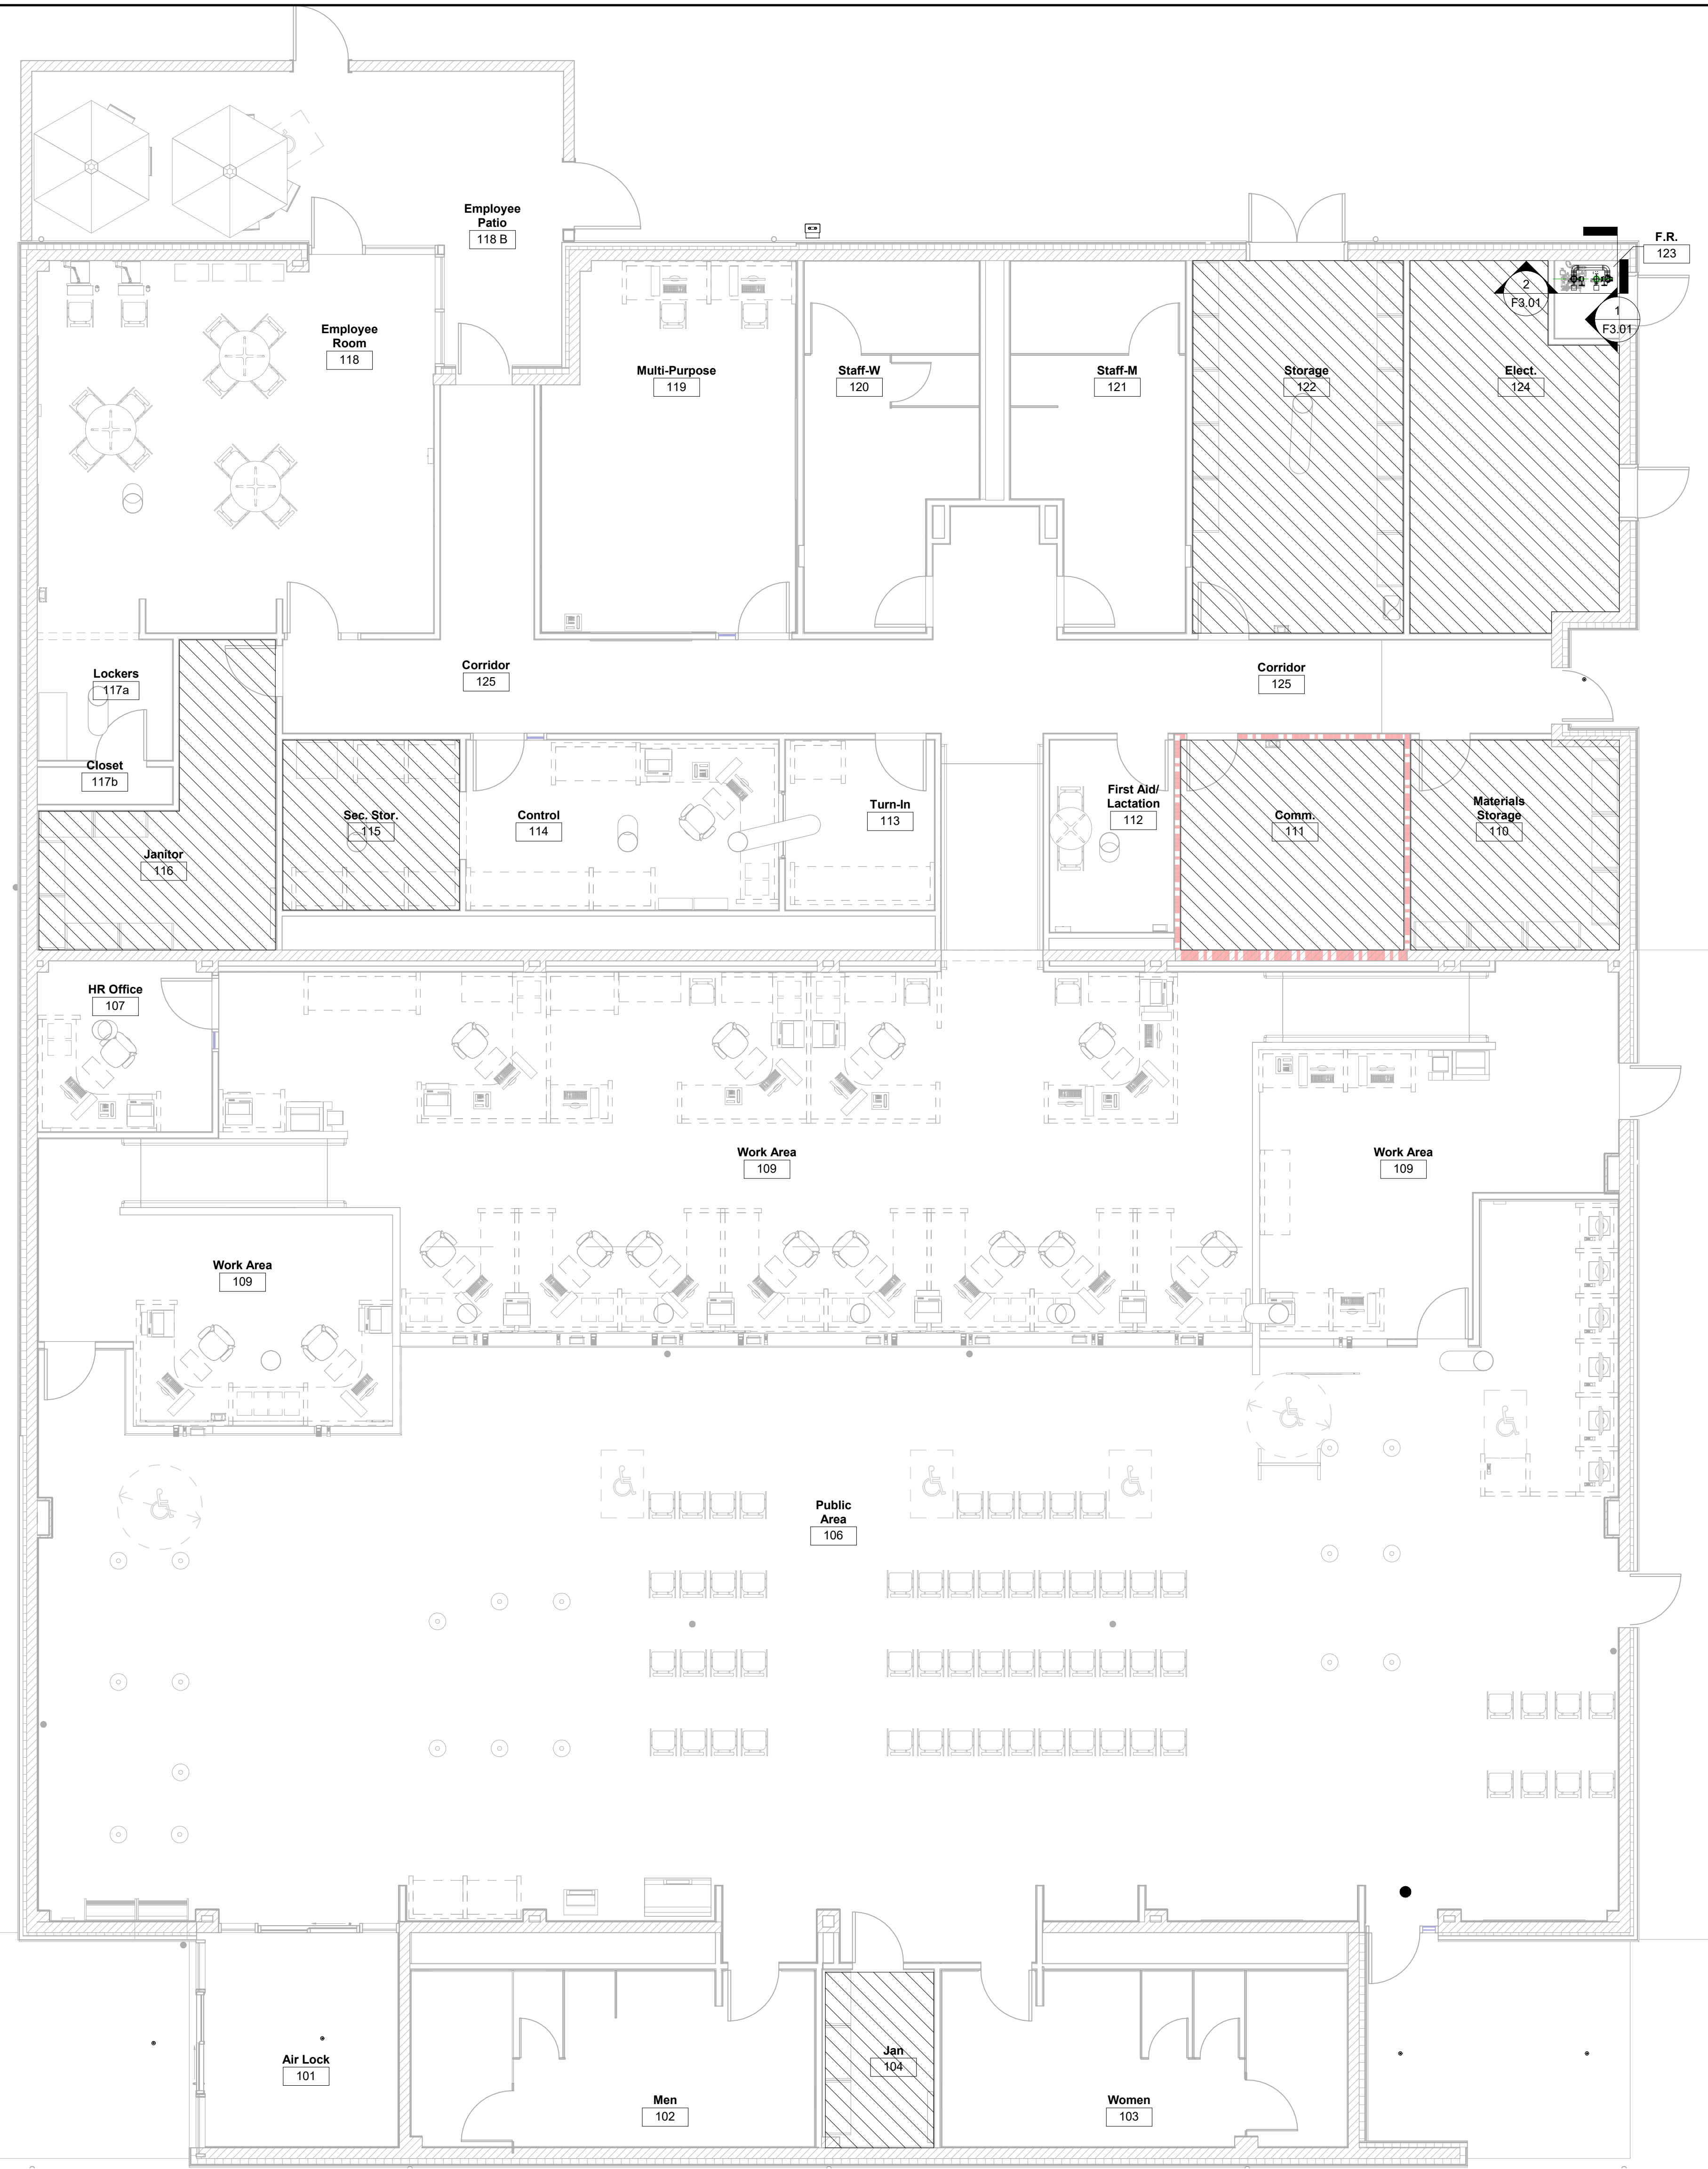 Employee
Patio
118 B
F.R.
123
2
F3.01
1
F3.01
Employee
Room
118
Multi-Purpose
119
Staff-W
120
Staff-M
121
Storage
122
Elect.
124
Lockers
117a
Corridor
125
Corridor
125
Closet
117b
Sec. Stor.
115
Control
114
Turn-In
113
First Aid/
Lactation
112
Comm.
111
Materials
Storage
110
Janitor
116
HR Office
107
Work Area
109
Work Area
109
Work Area
109
Public
Area
106
Air Lock
101
Men
102
Jan
104
Women
103